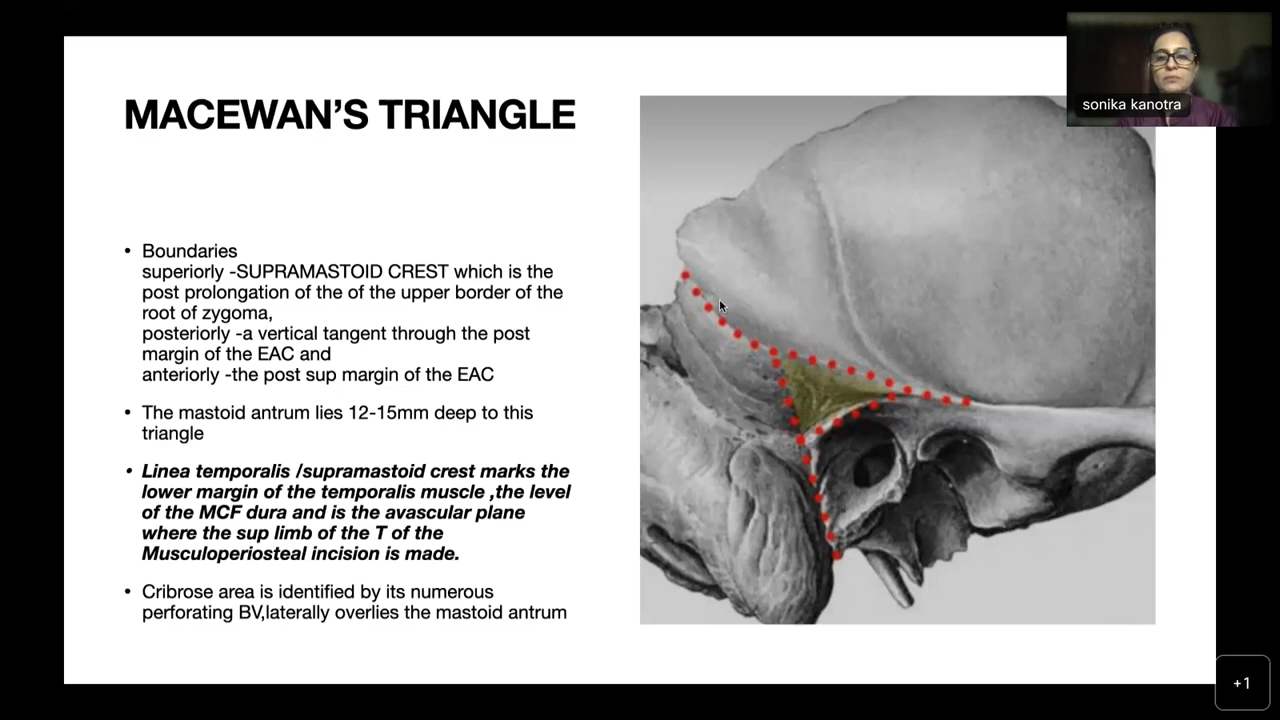 MACEWAN’S TRIANGLE
sonika kanotra
• Boundaries
superiorly -SUPRAMASTOID CREST which is the
post prolongation of the of the upper border of the
root of zygoma,
posteriorly -a vertical tangent through the post
margin of the EAC and
anteriorly -the post sup margin of the EAC
• The mastoid antrum lies 12-15mm deep to this
triangle
• Linea temporalis /supramastoid crest marks the
lower margin of the temporalis muscle ,the level
of the MCF dura and is the avascular plane
where the sup limb of the T of the
Musculoperiosteal incision is made.
• Cribrose area is identified by its numerous
perforating BV,laterally overlies the mastoid antrum
+1